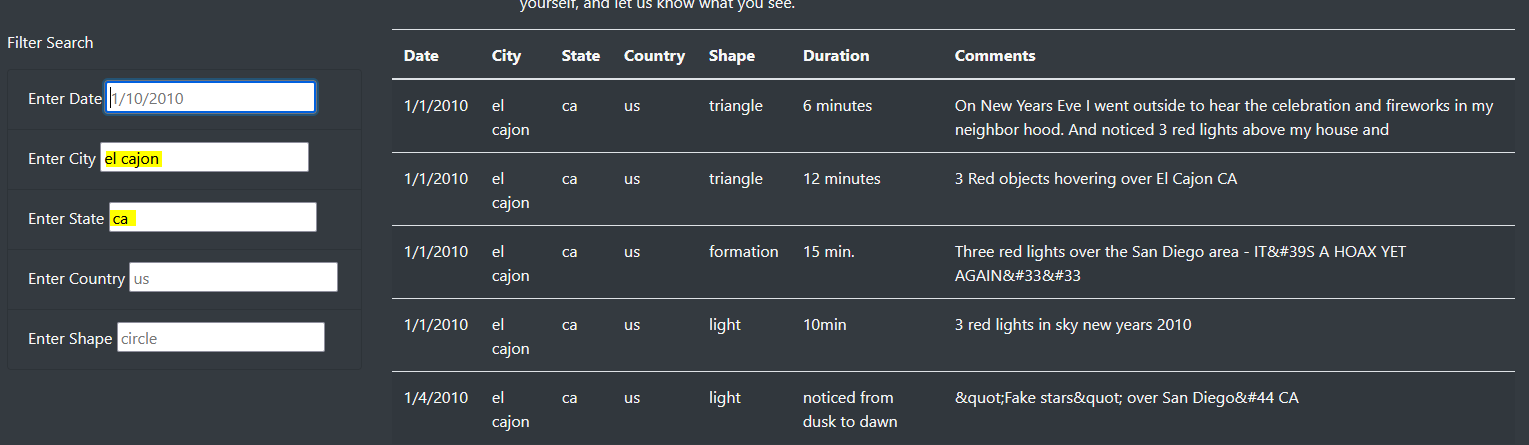 yourself, and let us know what you see.
Filter Search
Enter Date 1/10/2010
Enter City el cajon
Enter State ca
Enter Country us
Enter Shape circle
Date City State Country Shape Duration Comments
1/1/2010 el ca us triangle 6 minutes On New Years Eve I went outside to hear the celebration and fireworks in my
cajon neighbor hood. And noticed 3 red lights above my house and
1/1/2010 el ca us triangle 12 minutes 3 Red objects hovering over El Cajon CA
cajon
1/1/2010 el ca us formation 15 min. Three red lights over the San Diego area - IT&#39S A HOAX YET
cajon AGAIN&#33&#33
1/1/2010 el ca us light 10min 3 red lights in sky new years 2010
cajon
1/4/2010 el ca us light noticed from &quot;Fake stars&quot; over San Diego&#44 CA
cajon dusk to dawn